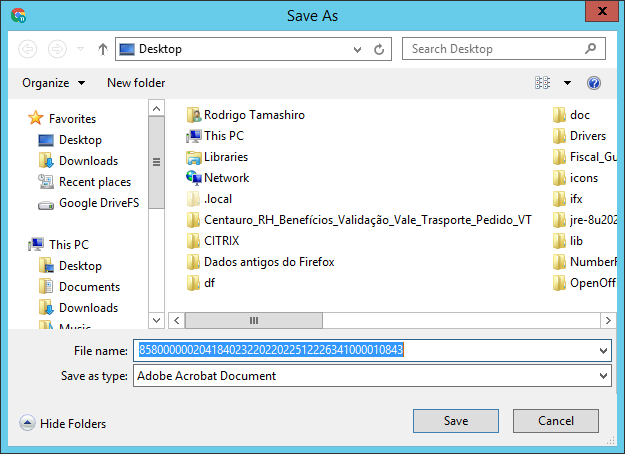 Save As
Desktop
Search Desktop
Organize
New folder
Favorites
Desktop
Downloads
Recent places
Google DriveFS
This PC
Desktop
Documents
Downloads
Music
Rodrigo Tamashiro
This PC
Libraries
Network
.local
Centauro_RH_Benefícios_Validação_Vale_Trasporte_Pedido_VT
CITRIX
Dados antigos do Firefox
df
doc
Drivers
Fiscal_Gu
icons
ifx
jre-8u202
lib
NumberF
OpenOffi
File name: 85800000020418402322022022512226341000010843
Save as type: Adobe Acrobat Document
Hide Folders
Save
Cancel